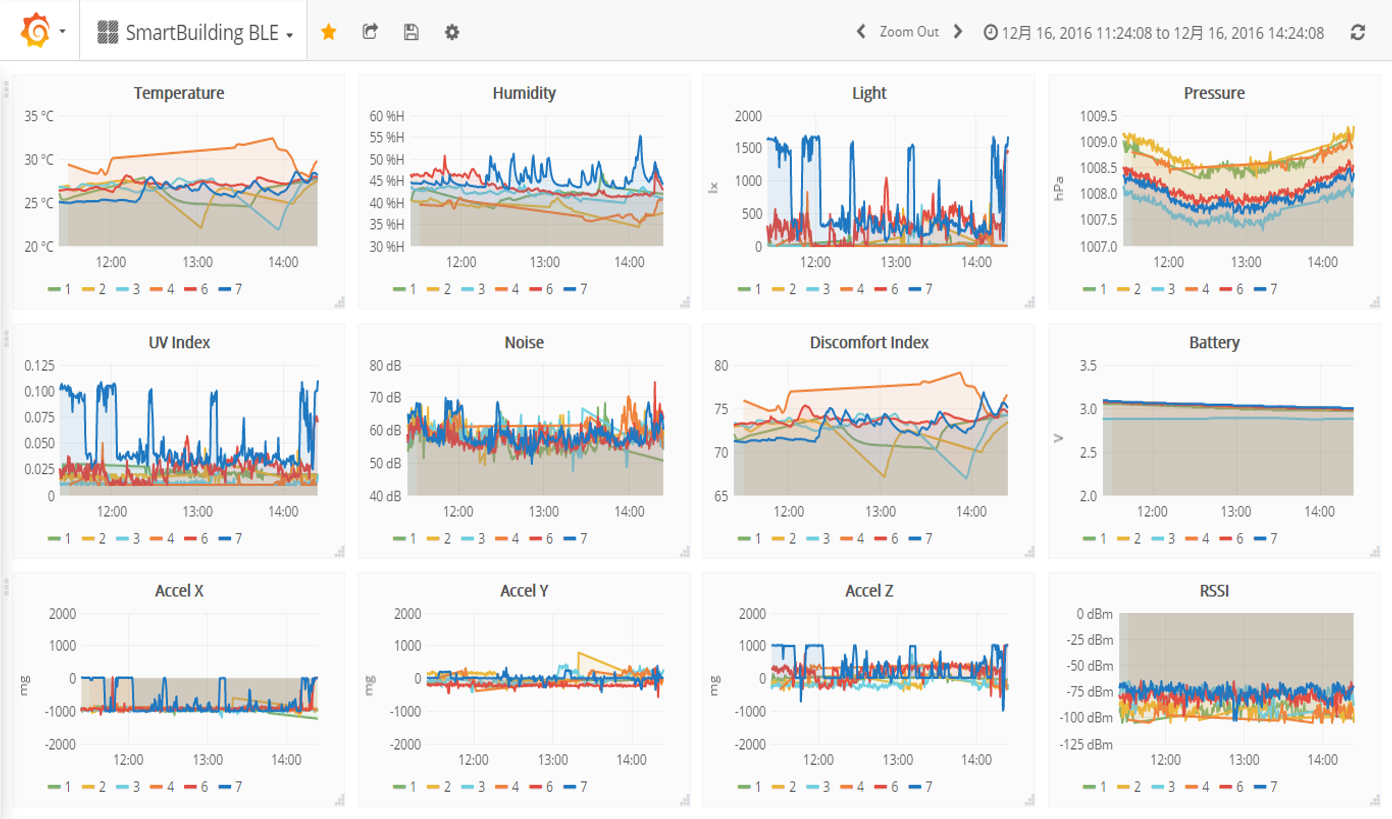 SmartBuilding BLE
Zoom Out
12月 16, 2016 11:24:08 to 12月 16, 2016 14:24:08
Temperature
35 °C
30 °C
25 °C
20 °C
12:00 13:00 14:00
1 2 3 4 6 7
Humidity
60 %H
55 %H
50 %H
45 %H
40 %H
35 %H
30 %H
12:00 13:00 14:00
1 2 3 4 6 7
Light
lx
2000
1500
1000
500
0
12:00 13:00 14:00
1 2 3 4 6 7
Pressure
hPa
1009.5
1009.0
1008.5
1008.0
1007.5
1007.0
12:00 13:00 14:00
1 2 3 4 6 7
UV Index
0.125
0.100
0.075
0.050
0.025
0
12:00 13:00 14:00
1 2 3 4 6 7
Noise
80 dB
70 dB
60 dB
50 dB
40 dB
12:00 13:00 14:00
1 2 3 4 6 7
Discomfort Index
80
75
70
65
12:00 13:00 14:00
1 2 3 4 6 7
Battery
V
3.5
3.0
2.5
2.0
12:00 13:00 14:00
1 2 3 4 6 7
Accel X
mg
2000
1000
0
-1000
-2000
12:00 13:00 14:00
1 2 3 4 6 7
Accel Y
mg
2000
1000
0
-1000
-2000
12:00 13:00 14:00
1 2 3 4 6 7
Accel Z
mg
2000
1000
0
-1000
-2000
12:00 13:00 14:00
1 2 3 4 6 7
RSSI
0 dBm
-25 dBm
-50 dBm
-75 dBm
-100 dBm
-125 dBm
12:00 13:00 14:00
1 2 3 4 6 7